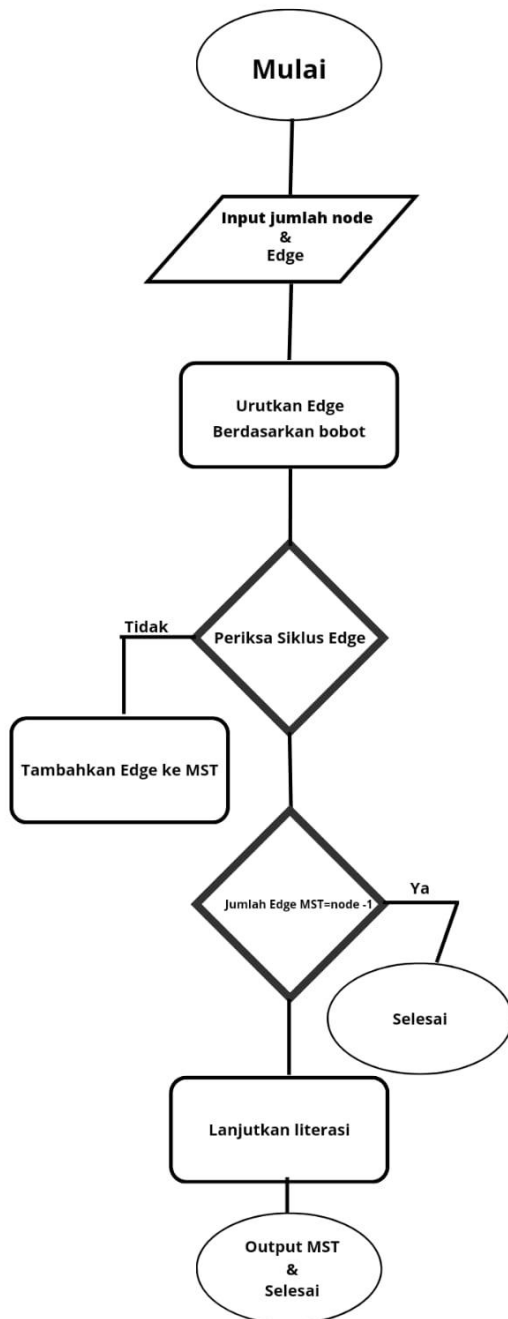 Mulai
Input jumlah node
&
Edge
Urutkan Edge
Berdasarkan bobot
Periksa Siklus Edge
Tidak
Tambahkan Edge ke MST
Jumlah Edge MST=node -1
Ya
Selesai
Lanjutkan literasi
Output MST
&
Selesai